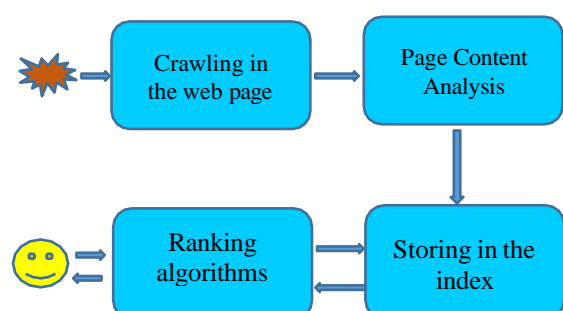 Crawling in
the web page
Page Content
Analysis
Ranking
algorithms
Storing in the
index